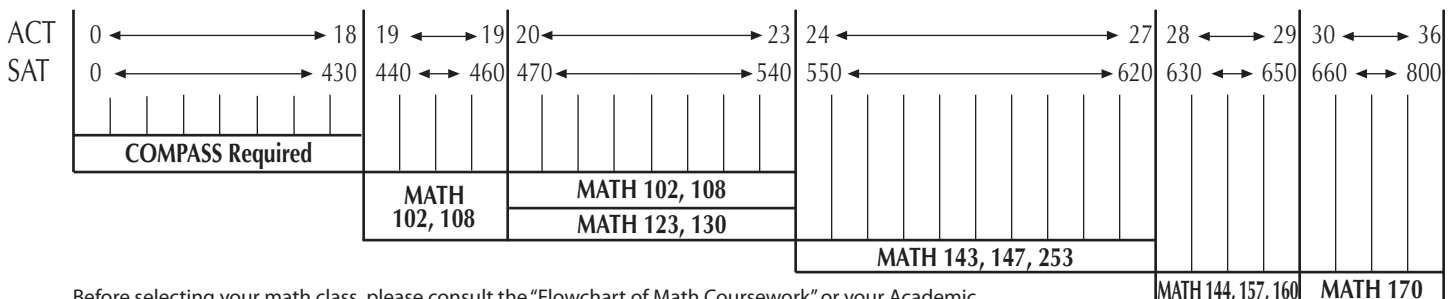 ACT 0 18 19 19 20 23 24 27 28 29 30 36
SAT 0 430 440 460 470 540 550 620 630 650 660 800
COMPASS Required
MATH
102, 108
MATH 102, 108
MATH 123, 130
MATH 143, 147, 253
MATH 144, 157, 160
MATH 170
Before selecting your math class, please consult the "Flowchart of Math Coursework" or your Academic